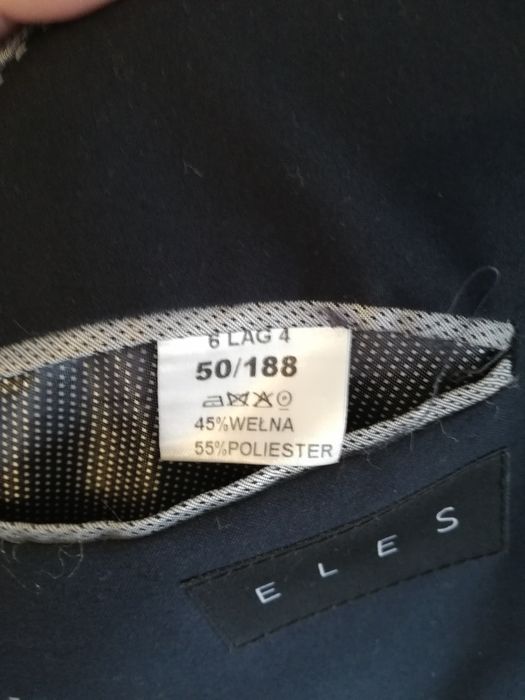 6 LAG 4
50/188
45%WEŁNA
55%POLIESTER
ELES